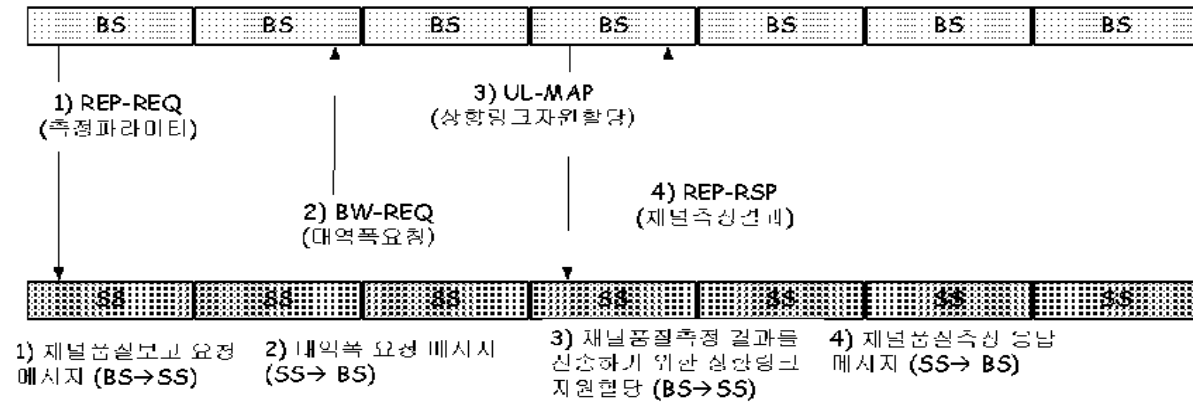 BS BS BS BS BS BS BS
1) REP-REQ
(측정파라미터)
3) UL-MAP
(상향링크자원할당)
2) BW-REQ
(대역폭요청)
4) REP-RSP
(채널측정결과)
SS SS SS SS SS SS SS
1) 채널품질보고 요청
메시지 (BS→SS)
2) 대역폭 요청 메시지
(SS→ BS)
3) 채널품질측정 결과를
전송하기 위한 상향링크
자원할당 (BS→SS)
4) 채널품질측정 응답
메시지 (SS→ BS)